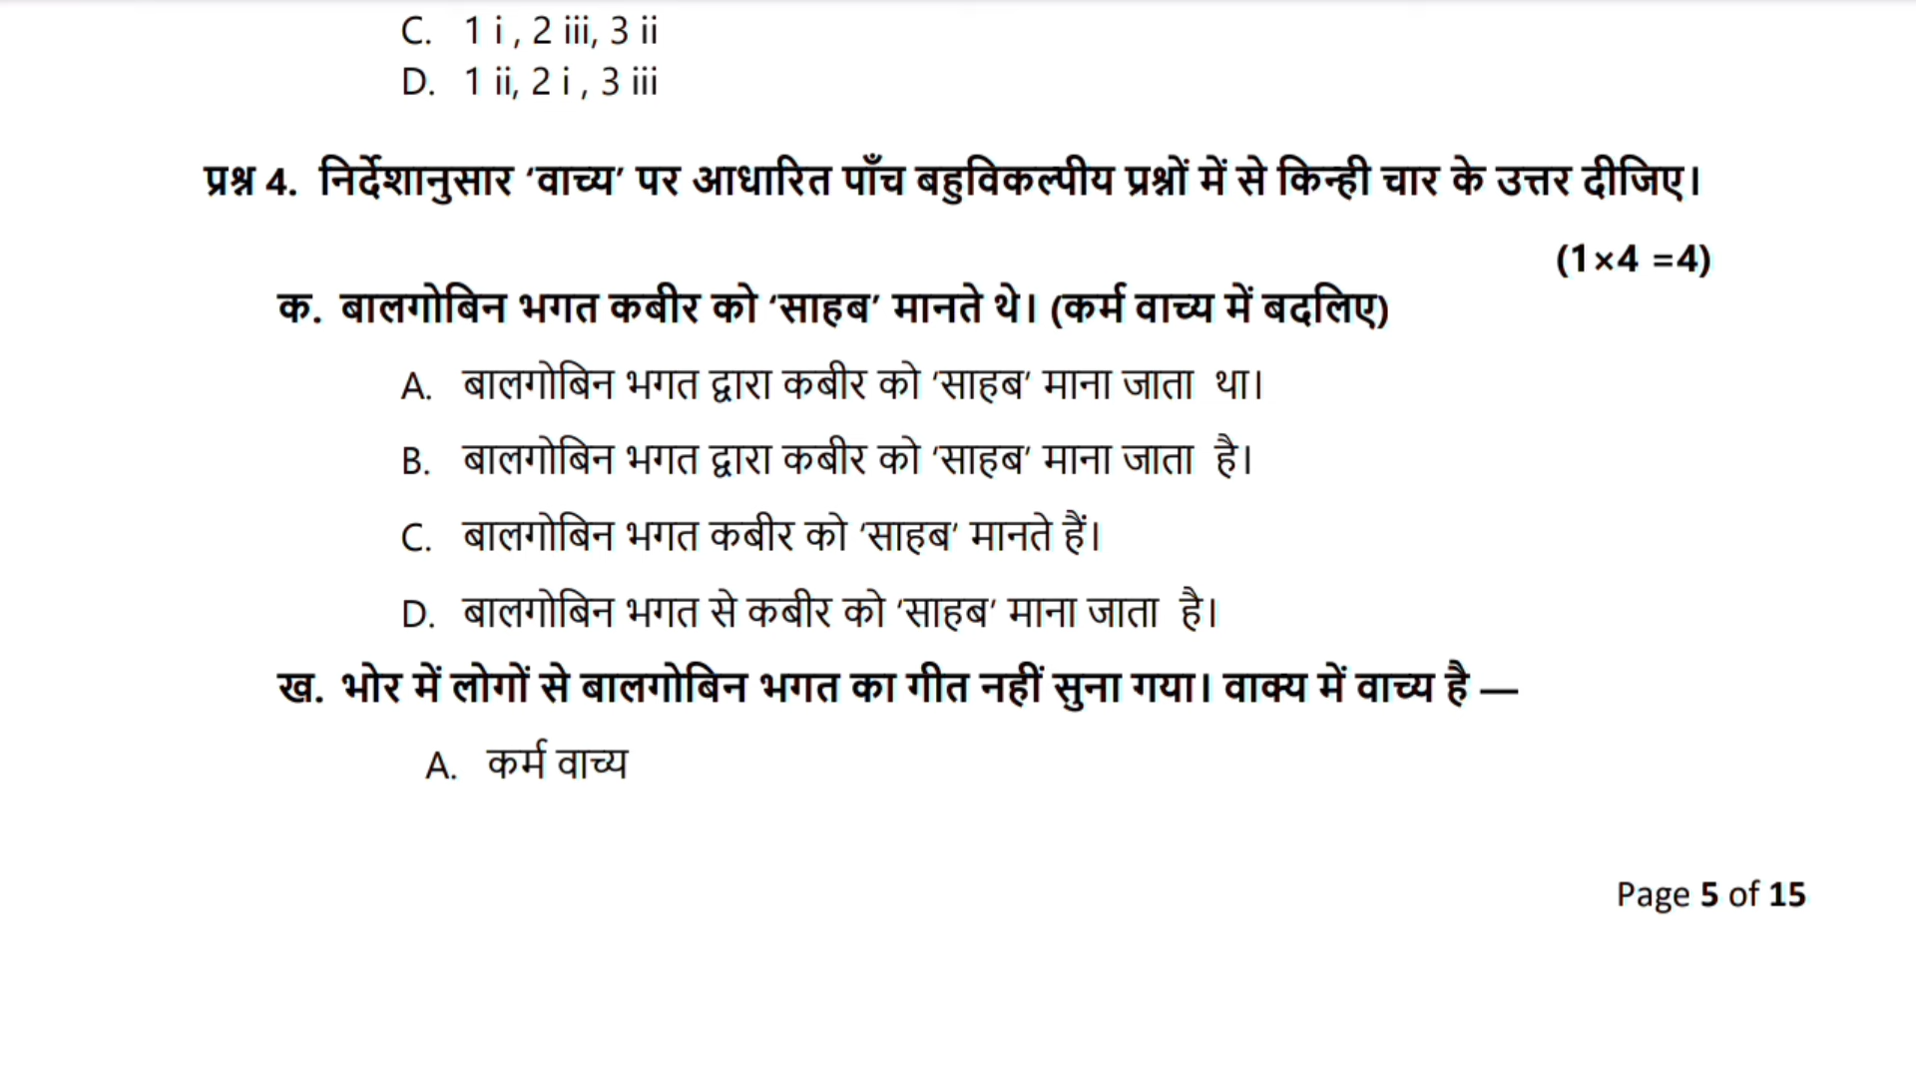 C. 1 i , 2 iii, 3 ii
D. 1 ii, 2 i , 3 iii
प्रश्न 4. निर्देशानुसार ‘वाच्य’ पर आधारित पाँच बहुविकल्पीय प्रश्नों में से किन्ही चार के उत्तर दीजिए।
(1×4 =4)
क. बालगोबिन भगत कबीर को ‘साहब’ मानते थे। (कर्म वाच्य में बदलिए)
A. बालगोबिन भगत द्वारा कबीर को ‘साहब’ माना जाता था।
B. बालगोबिन भगत द्वारा कबीर को ‘साहब’ माना जाता है।
C. बालगोबिन भगत कबीर को ‘साहब’ मानते हैं।
D. बालगोबिन भगत से कबीर को ‘साहब’ माना जाता है।
ख. भोर में लोगों से बालगोबिन भगत का गीत नहीं सुना गया। वाक्य में वाच्य है —
A. कर्म वाच्य
Page 5 of 15